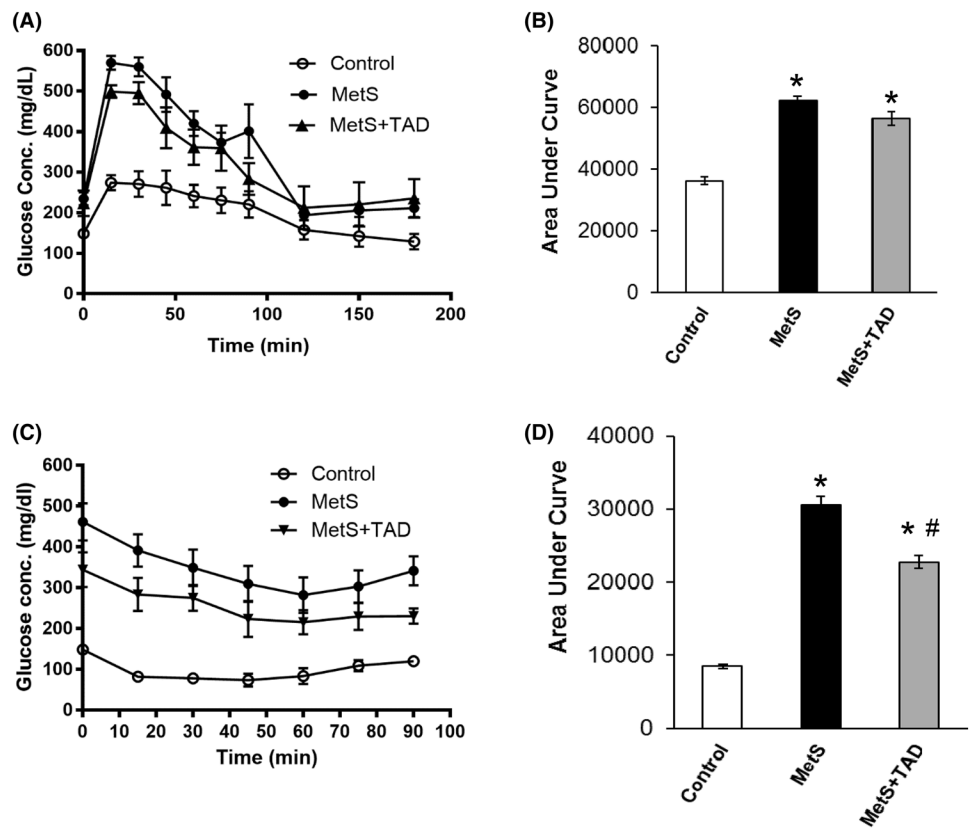 (A)
Glucose Conc. (mg/dL)
600
500
400
300
200
100
0
0
50
100
150
200
Time (min)
Control
MetS
MetS+TAD
(B)
Area Under Curve
80000
60000
40000
20000
0
*
*
Control
MetS
MetS+TAD
(C)
Glucose conc. (mg/dl)
600
500
400
300
200
100
0
0
10
20
30
40
50
60
70
80
90
100
Time (min)
Control
MetS
MetS+TAD
(D)
Area Under Curve
40000
30000
20000
10000
0
*
* #
Control
MetS
MetS+TAD